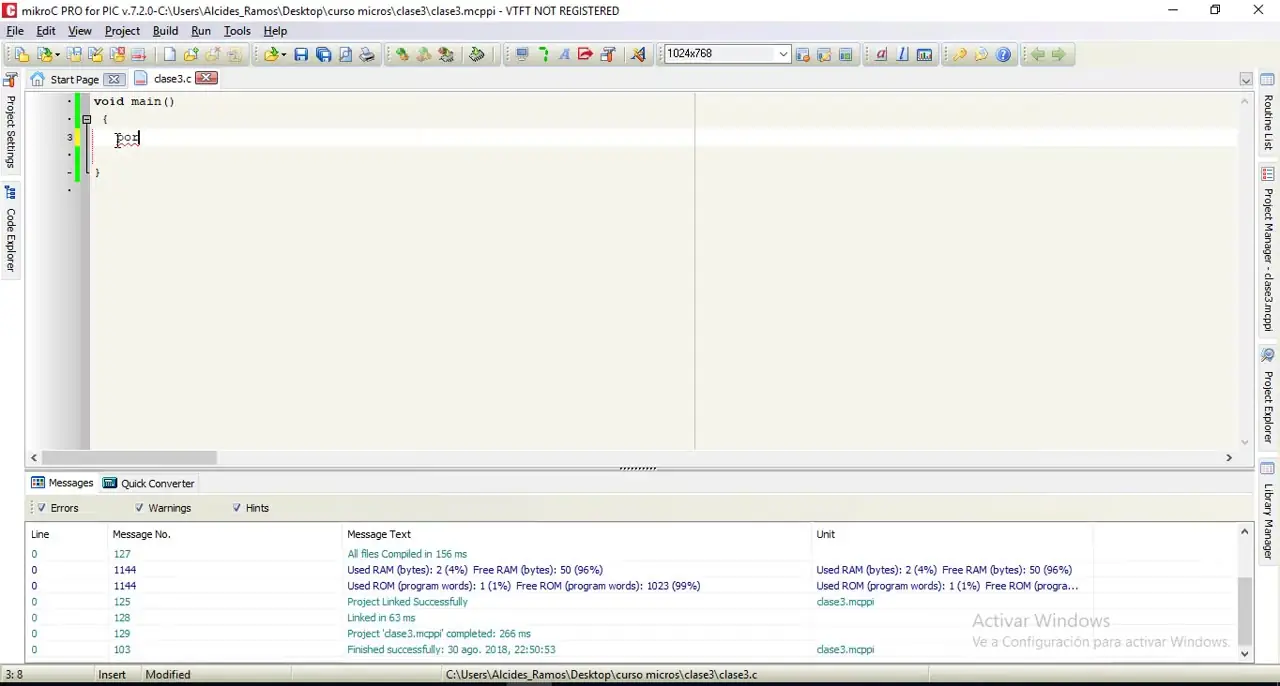 mikroC PRO for PIC v.7.2.0-C:\Users\Alcides_Ramos\Desktop\curso micros\clase3\clase3.mcppi - VTFT NOT REGISTERED
File Edit View Project Build Run Tools Help
1024x768
Start Page clase3.c
Project Settings
Code Explorer
void main()
{
3 por
}
Routine List
Project Manager - clase3.mcppi
Project Explorer
Library Manager
Messages Quick Converter
Errors Warnings Hints
Line Message No. Message Text Unit
0 127 All files Compiled in 156 ms
0 1144 Used RAM (bytes): 2 (4%) Free RAM (bytes): 50 (96%) Used RAM (bytes): 2 (4%) Free RAM (bytes): 50 (96%)
0 1144 Used ROM (program words): 1 (1%) Free ROM (program words): 1023 (99%) Used ROM (program words): 1 (1%) Free ROM (progra...
0 125 Project Linked Successfully clase3.mcppi
0 128 Linked in 63 ms
0 129 Project 'clase3.mcppi' completed: 266 ms
0 103 Finished successfully: 30 ago. 2018, 22:50:53 clase3.mcppi
Activar Windows
Ve a Configuración para activar Windows.
3: 8 Insert Modified C:\Users\Alcides_Ramos\Desktop\curso micros\clase3\clase3.c